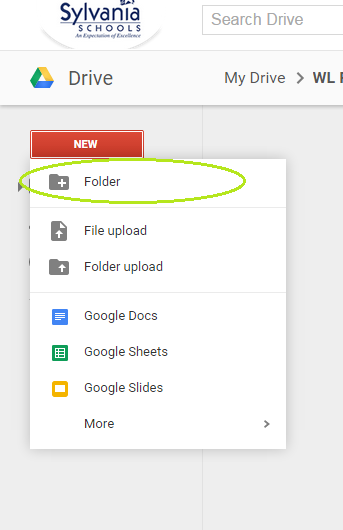 Sylvania
SCHOOLS
An Expectation of Excellence
Search Drive
Drive
My Drive > WL
NEW
Folder
File upload
Folder upload
Google Docs
Google Sheets
Google Slides
More